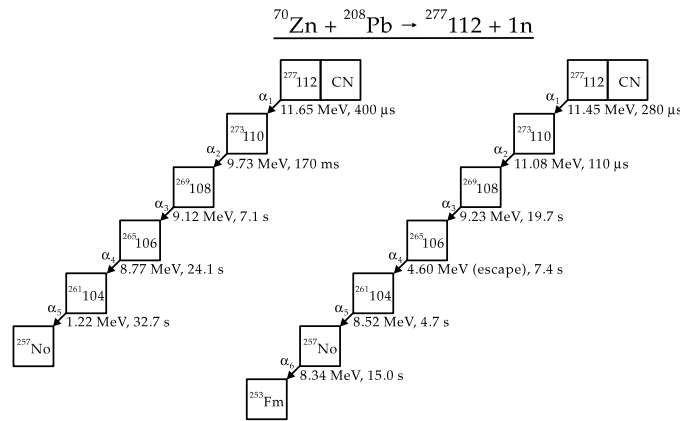 ⁷⁰Zn + ²⁰⁸Pb → ²⁷⁷112 + 1n
²⁷⁷112 CN
α₁
11.65 MeV, 400 µs
²⁷³110
α₂
9.73 MeV, 170 ms
²⁶⁹108
α₃
9.12 MeV, 7.1 s
²⁶⁵106
α₄
8.77 MeV, 24.1 s
²⁶¹104
α₅
1.22 MeV, 32.7 s
²⁵⁷No
²⁷⁷112 CN
α₁
11.45 MeV, 280 µs
²⁷³110
α₂
11.08 MeV, 110 µs
²⁶⁹108
α₃
9.23 MeV, 19.7 s
²⁶⁵106
α₄
4.60 MeV (escape), 7.4 s
²⁶¹104
α₅
8.52 MeV, 4.7 s
²⁵⁷No
α₆
8.34 MeV, 15.0 s
²⁵³Fm